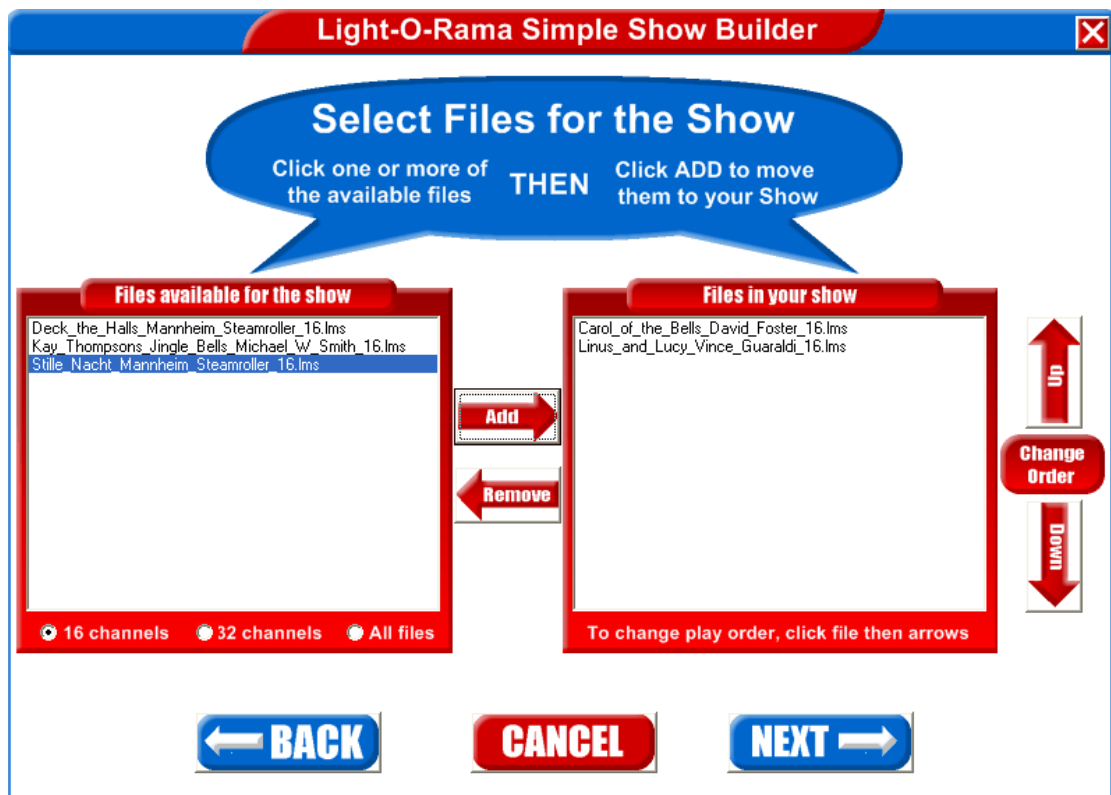 Light-O-Rama Simple Show Builder
Select Files for the Show
Click one or more of
the available files
THEN
Click ADD to move
them to your Show
Files available for the show
Deck_the_Halls_Mannheim_Steamroller_16.lms
Kay_Thompsons_Jingle_Bells_Michael_W_Smith_16.lms
Stille_Nacht_Mannheim_Steamroller_16.lms
16 channels
32 channels
All files
Add
Remove
Files in your show
Carol_of_the_Bells_David_Foster_16.lms
Linus_and_Lucy_Vince_Guaraldi_16.lms
To change play order, click file then arrows
Up
Change
Order
Down
BACK
CANCEL
NEXT